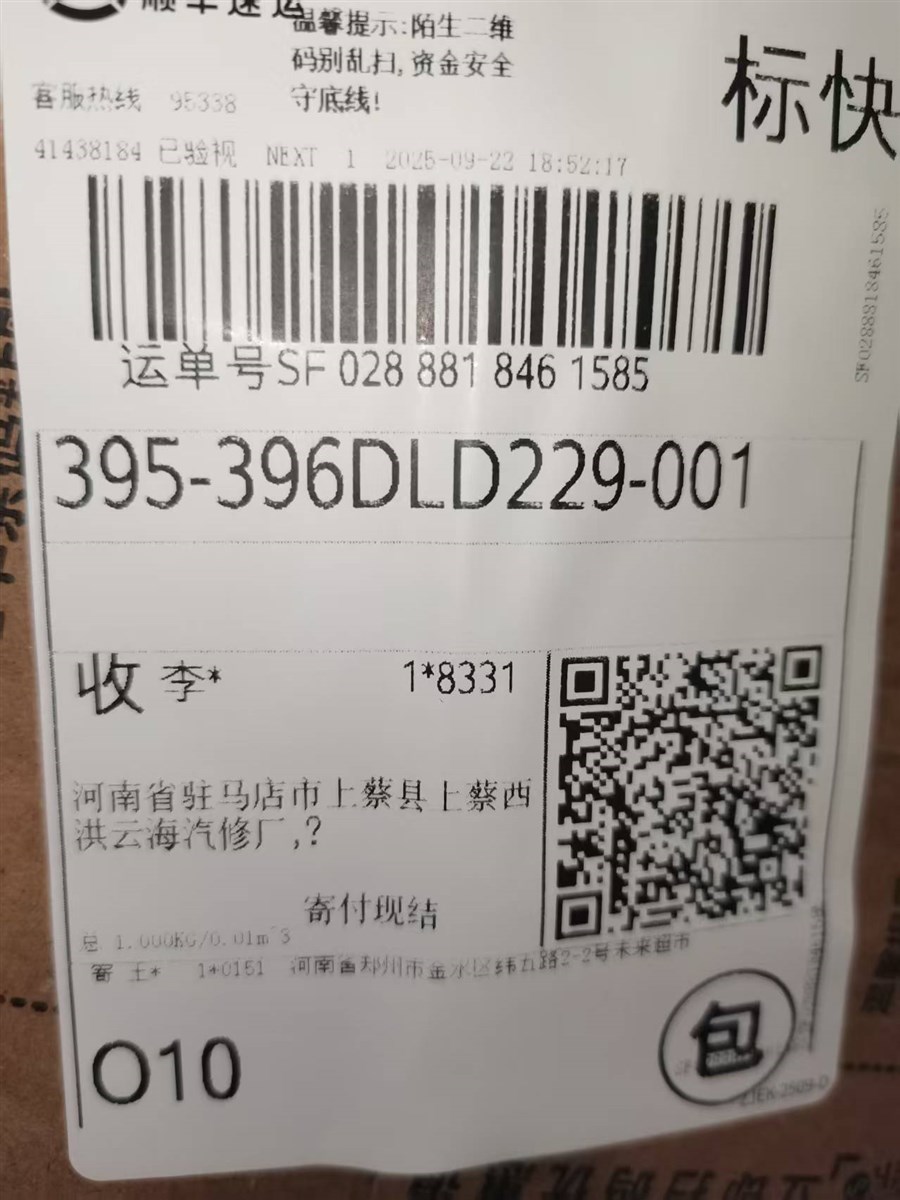 顺丰速运
温馨提示:陌生二维
码别乱扫,资金安全
守底线!
标快
客服热线 95338
41438184 已验视 NEXT 1 2025-09-22 18:52:17
SF0288818461585
运单号SF 028 881 846 1585
395-396DLD229-001
收 李* 1*8331
河南省驻马店市上蔡县上蔡西
洪云海汽修厂,?
寄付现结
总 1.000KG/0.01m^3
寄 王* 1*0151 河南省郑州市金水区纬五路2-2号未来超市
O10
包